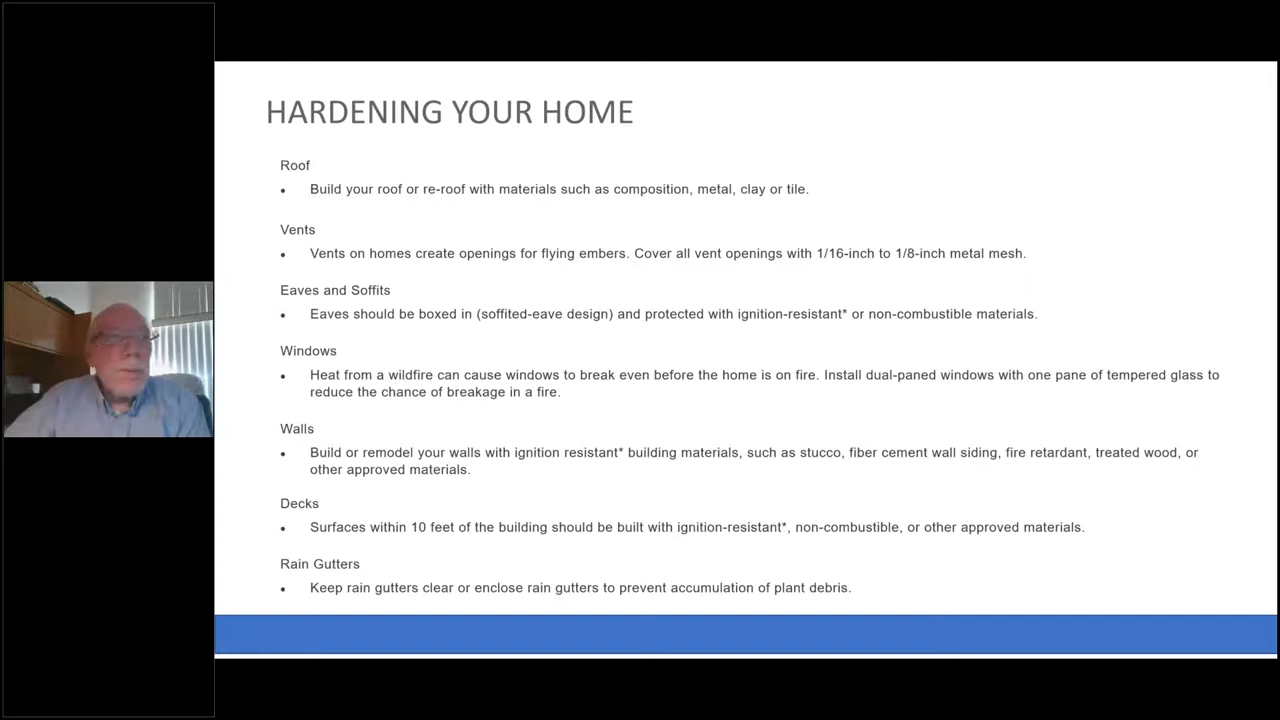 HARDENING YOUR HOME
Roof
• Build your roof or re-roof with materials such as composition, metal, clay or tile.
Vents
• Vents on homes create openings for flying embers. Cover all vent openings with 1/16-inch to 1/8-inch metal mesh.
Eaves and Soffits
• Eaves should be boxed in (soffited-eave design) and protected with ignition-resistant* or non-combustible materials.
Windows
• Heat from a wildfire can cause windows to break even before the home is on fire. Install dual-paned windows with one pane of tempered glass to
reduce the chance of breakage in a fire.
Walls
• Build or remodel your walls with ignition resistant* building materials, such as stucco, fiber cement wall siding, fire retardant, treated wood, or
other approved materials.
Decks
• Surfaces within 10 feet of the building should be built with ignition-resistant*, non-combustible, or other approved materials.
Rain Gutters
• Keep rain gutters clear or enclose rain gutters to prevent accumulation of plant debris.